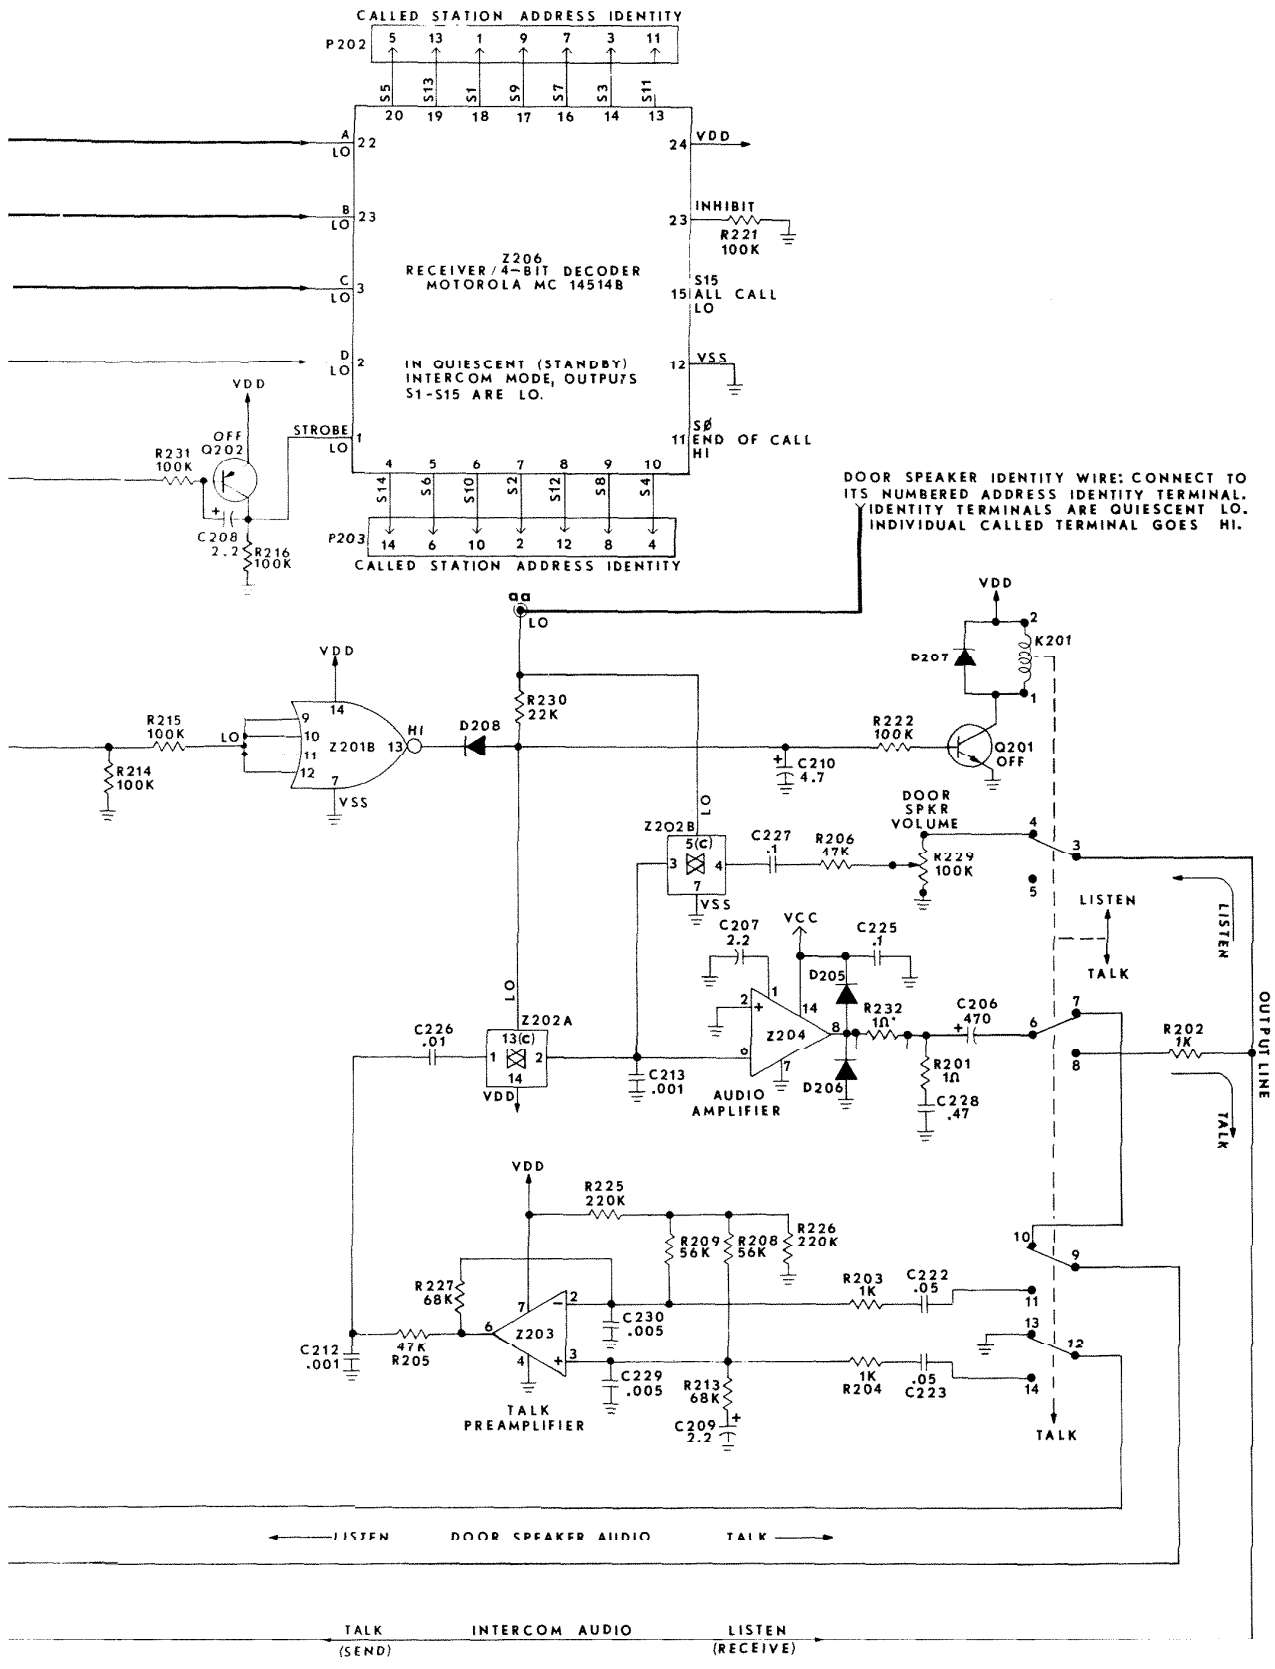 CALLED STATION ADDRESS IDENTITY
P202
5 13 1 9 7 3 11
S5 S13 S1 S9 S7 S3 S11
20 19 18 17 16 14 13
A
LO 22
24 VDD
B
LO 23
INHIBIT
23
R221
100K
Z206
RECEIVER/4-BIT DECODER
MOTOROLA MC 14514B
C
LO 3
S15
15 ALL CALL
LO
D
LO 2
IN QUIESCENT (STANDBY)
INTERCOM MODE, OUTPUTS
S1-S15 ARE LO.
12 VSS
VDD
OFF
Q202
STROBE
LO 1
SØ
11 END OF CALL
HI
R231
100K
C208
2.2
R216
100K
4 5 6 7 8 9 10
S14 S6 S10 S2 S12 S8 S4
P203
14 6 10 2 12 8 4
CALLED STATION ADDRESS IDENTITY
DOOR SPEAKER IDENTITY WIRE: CONNECT TO
ITS NUMBERED ADDRESS IDENTITY TERMINAL.
IDENTITY TERMINALS ARE QUIESCENT LO.
INDIVIDUAL CALLED TERMINAL GOES HI.
aa
LO
VDD
2
K201
D207
1
VDD
14
R215
100K
LO
9
10
11
12
Z201B
13
HI
7
VSS
D208
R230
22K
R214
100K
R222
100K
Q201
OFF
+
C210
4.7
LO
DOOR
SPKR
VOLUME
Z202B
5(C)
3 4
7
VSS
C227
.1
R206
47K
R229
100K
4
3
5
LISTEN
LISTEN
TALK
C207
2.2
VCC
C225
.1
D205
LO
1
2
+
14
Z204
8
7
R232
1Ω
C206
+ 470
6
7
8
R202
1K
OUTPUT LINE
Z202A
13(C)
1 2
14
VDD
C226
.01
C213
.001
AUDIO
AMPLIFIER
D206
R201
1Ω
C228
.47
TALK
VDD
R225
220K
R209
56K
R208
56K
R226
220K
10
9
R227
68K
7
2
-
6
Z203
4
+
3
C230
.005
R203
1K
C222
.05
11
13
12
C212
.001
47K
R205
C229
.005
R213
68K
1K
R204
.05
C223
14
TALK
PREAMPLIFIER
C209
2.2
+
TALK
LISTEN DOOR SPEAKER AUDIO TALK
TALK
(SEND)
INTERCOM AUDIO
LISTEN
(RECEIVE)